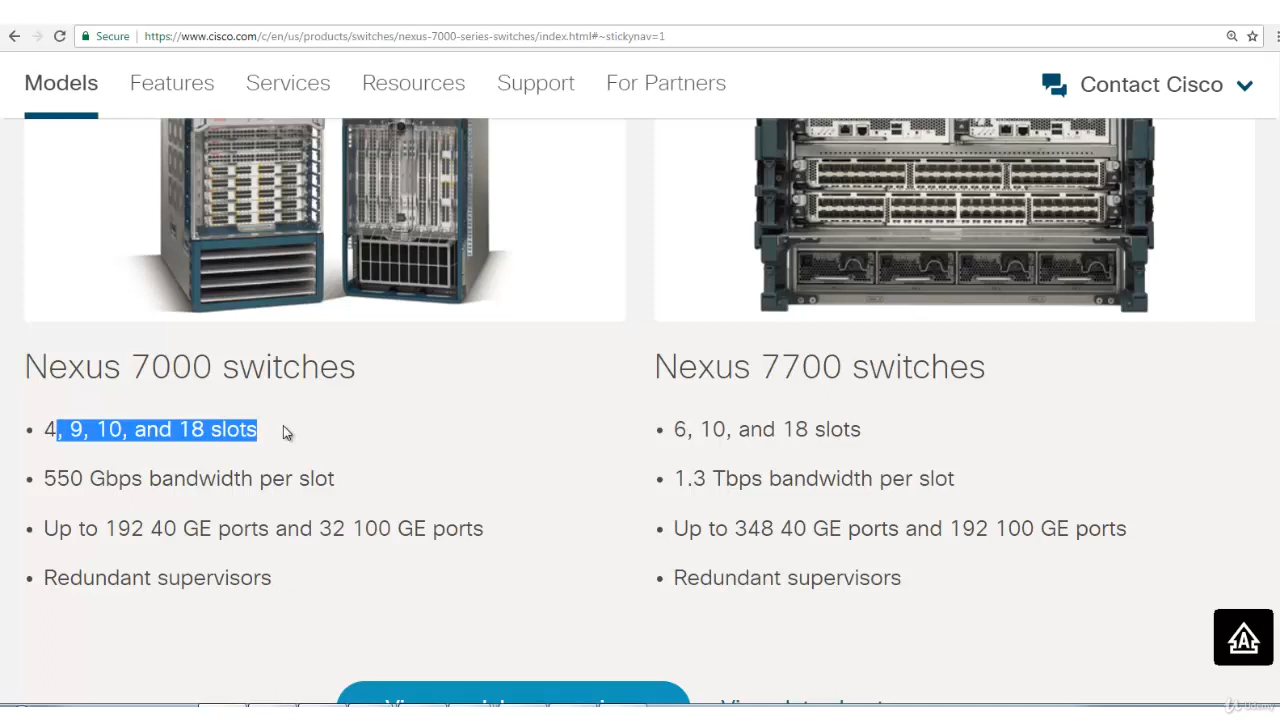 Secure
https://www.cisco.com/c/en/us/products/switches/nexus-7000-series-switches/index.html#~stickynav=1
Models Features Services Resources Support For Partners Contact Cisco
Nexus 7000 switches
• 4, 9, 10, and 18 slots
• 550 Gbps bandwidth per slot
• Up to 192 40 GE ports and 32 100 GE ports
• Redundant supervisors
Nexus 7700 switches
• 6, 10, and 18 slots
• 1.3 Tbps bandwidth per slot
• Up to 348 40 GE ports and 192 100 GE ports
• Redundant supervisors
A
Udemy